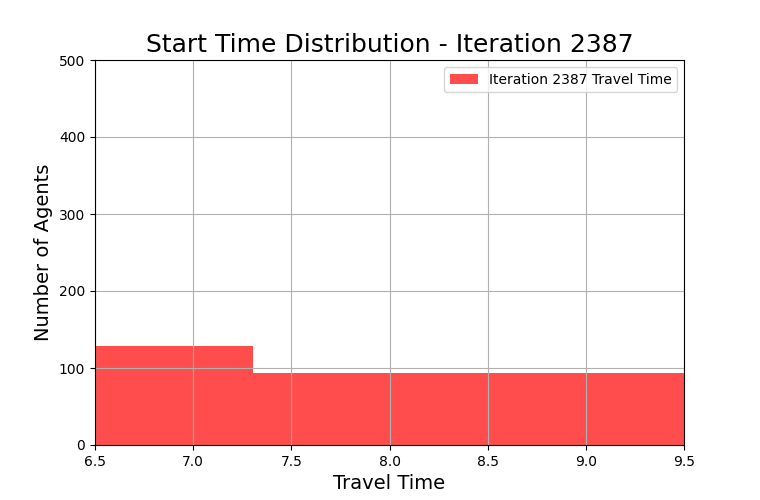 Start Time Distribution - Iteration 2387
500
Iteration 2387 Travel Time
400
300
200
100
0
Number of Agents
6.5 7.0 7.5 8.0 8.5 9.0 9.5
Travel Time